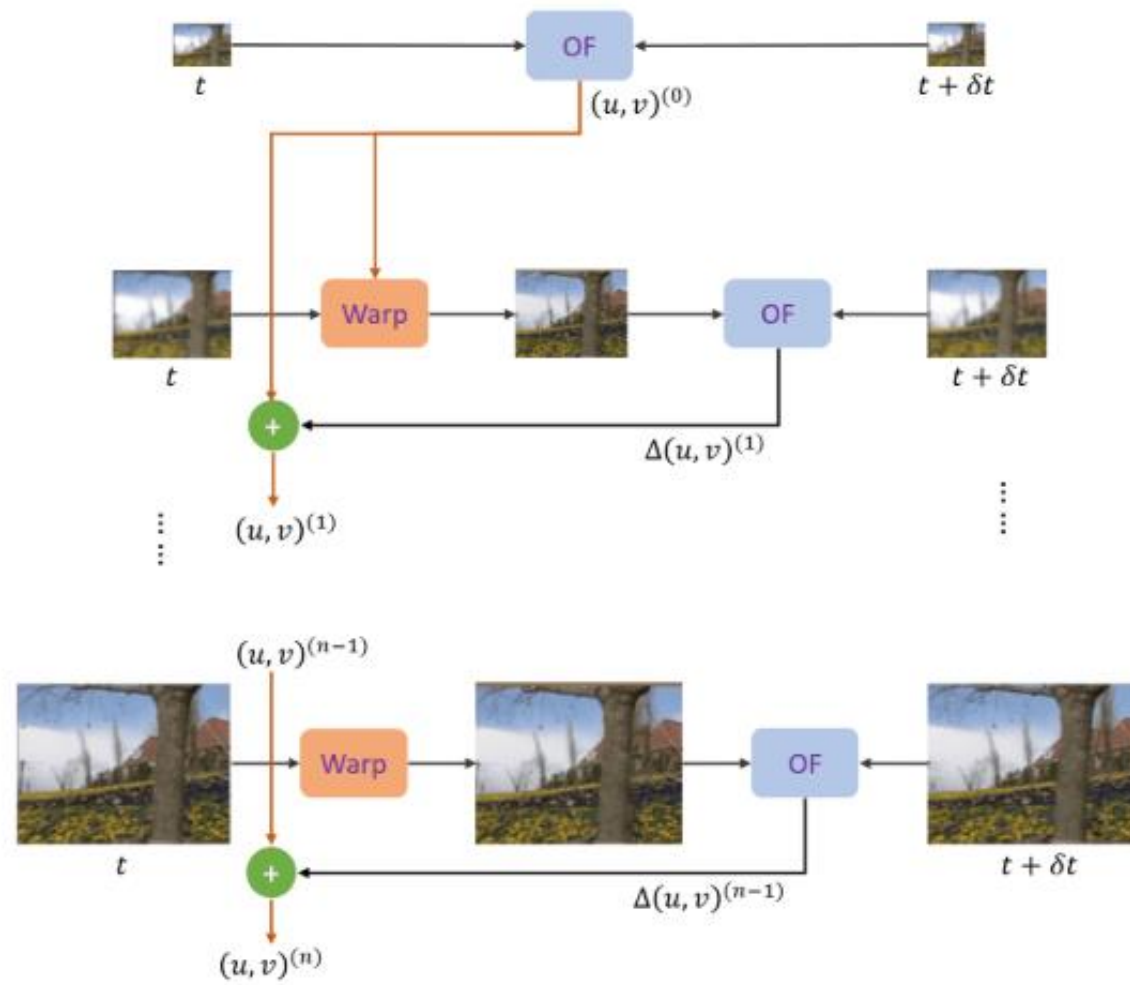 OF
t
t + δt
(u, v)^(0)
Warp
OF
t
t + δt
+
Δ(u, v)^(1)
(u, v)^(1)
(u, v)^(n−1)
Warp
OF
t
t + δt
+
Δ(u, v)^(n−1)
(u, v)^(n)